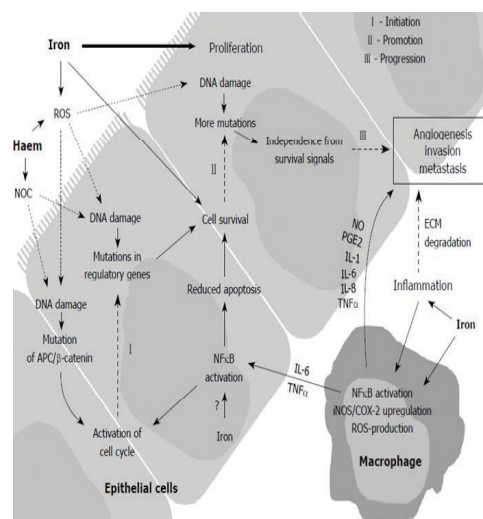 I - Initiation
II - Promotion
III - Progression
Iron
Proliferation
DNA damage
ROS
More mutations
III
Angiogenesis
invasion
metastasis
Haem
Independence from
survival signals
II
NOC
DNA damage
Cell survival
NO
PGE2
IL-1
IL-6
IL-8
TNFα
ECM
degradation
Mutations in
regulatory genes
Reduced apoptosis
Inflammation
DNA damage
Iron
Mutation
of APC/β-catenin
I
NFκB
activation
IL-6
TNFα
NFκB activation
iNOS/COX-2 upregulation
ROS-production
?
Activation of
cell cycle
Iron
Macrophage
Epithelial cells